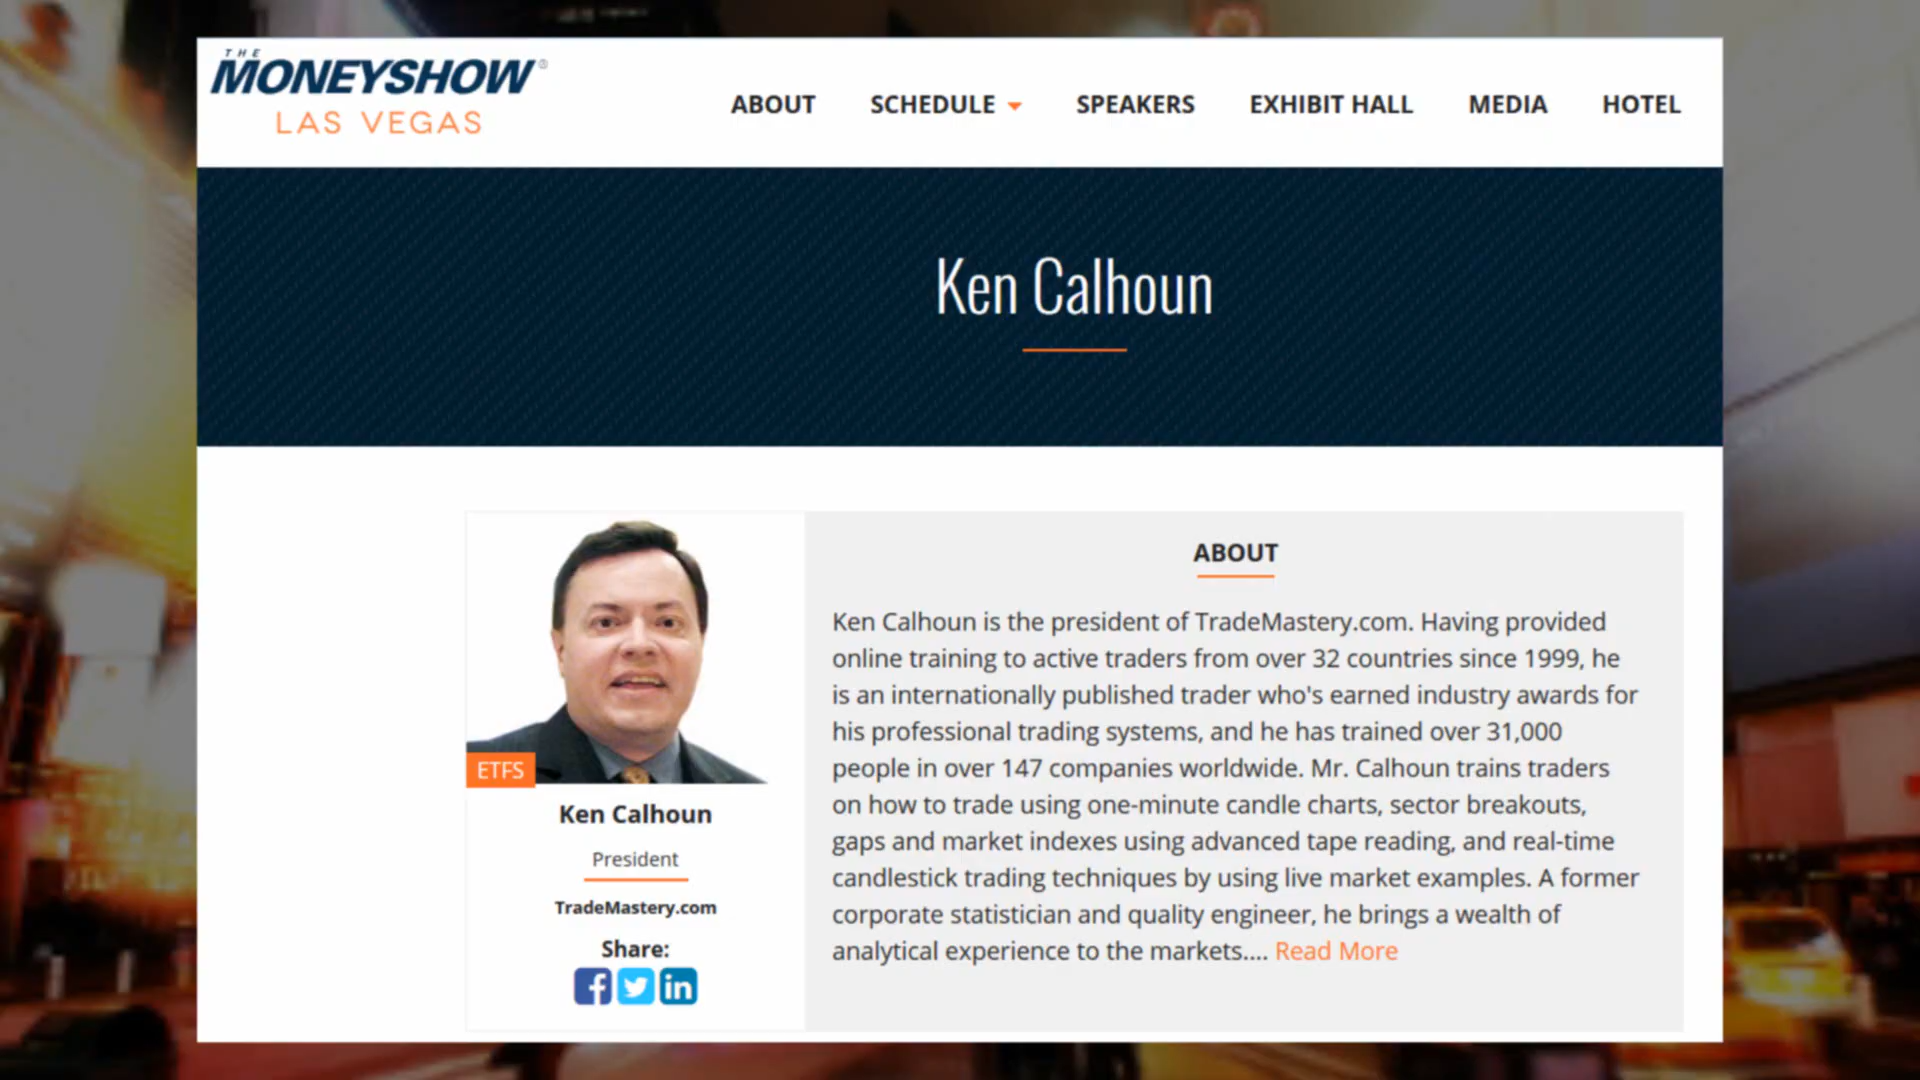 THE
MONEYSHOW®
LAS VEGAS
ABOUT SCHEDULE SPEAKERS EXHIBIT HALL MEDIA HOTEL
Ken Calhoun
ETFS
Ken Calhoun
President
TradeMastery.com
Share:
ABOUT
Ken Calhoun is the president of TradeMastery.com. Having provided
online training to active traders from over 32 countries since 1999, he
is an internationally published trader who's earned industry awards for
his professional trading systems, and he has trained over 31,000
people in over 147 companies worldwide. Mr. Calhoun trains traders
on how to trade using one-minute candle charts, sector breakouts,
gaps and market indexes using advanced tape reading, and real-time
candlestick trading techniques by using live market examples. A former
corporate statistician and quality engineer, he brings a wealth of
analytical experience to the markets.... Read More